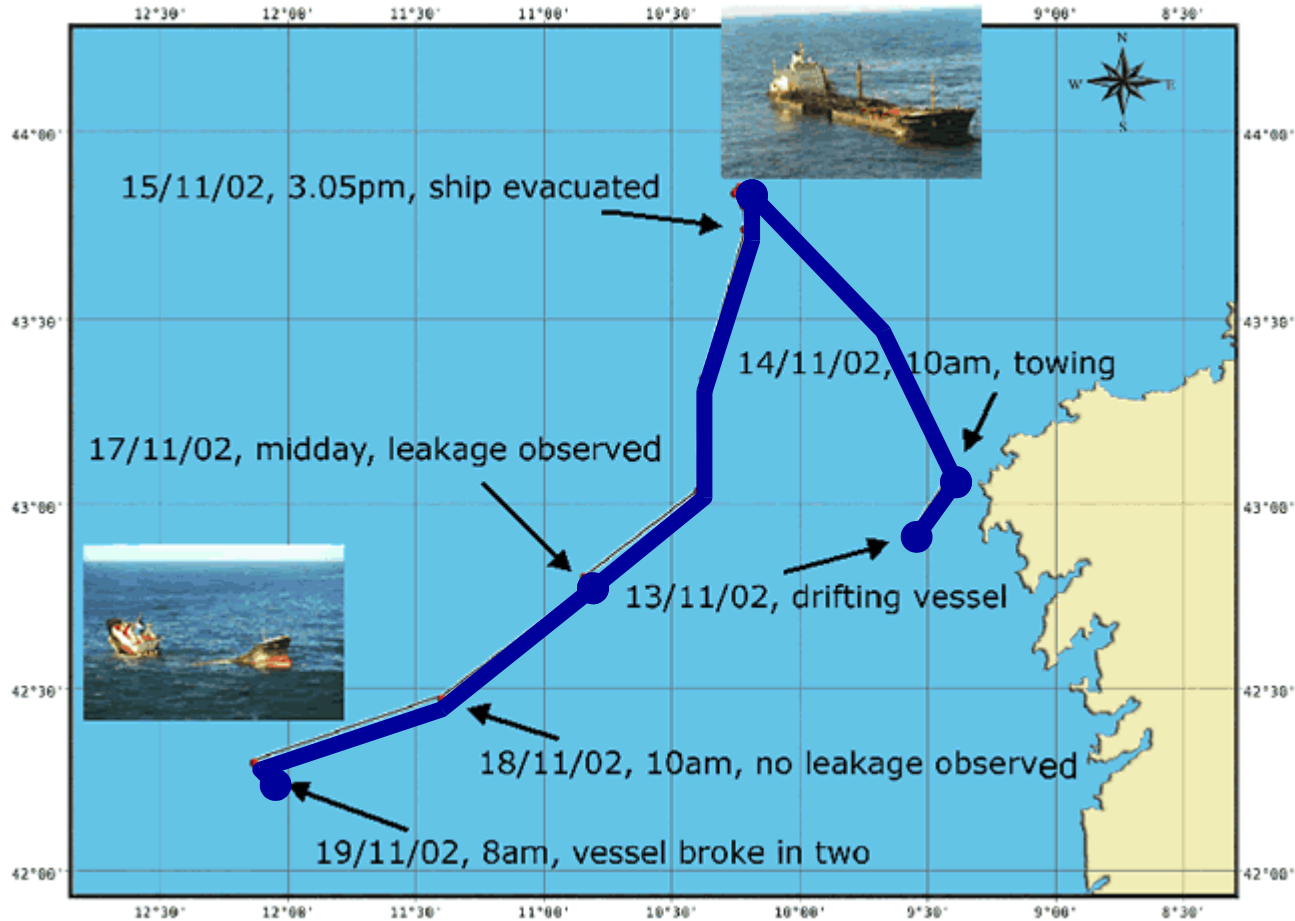 12°30' 12°00' 11°30' 11°00' 10°30' 9°00' 8°30'
N
W E
S
44°00' 44°00'
15/11/02, 3.05pm, ship evacuated
43°30' 43°30'
14/11/02, 10am, towing
17/11/02, midday, leakage observed
43°00' 43°00'
13/11/02, drifting vessel
42°30' 42°30'
18/11/02, 10am, no leakage observed
19/11/02, 8am, vessel broke in two
42°00' 42°00'
12°30' 12°00' 11°30' 11°00' 10°30' 10°00' 9°30' 9°00' 8°30'